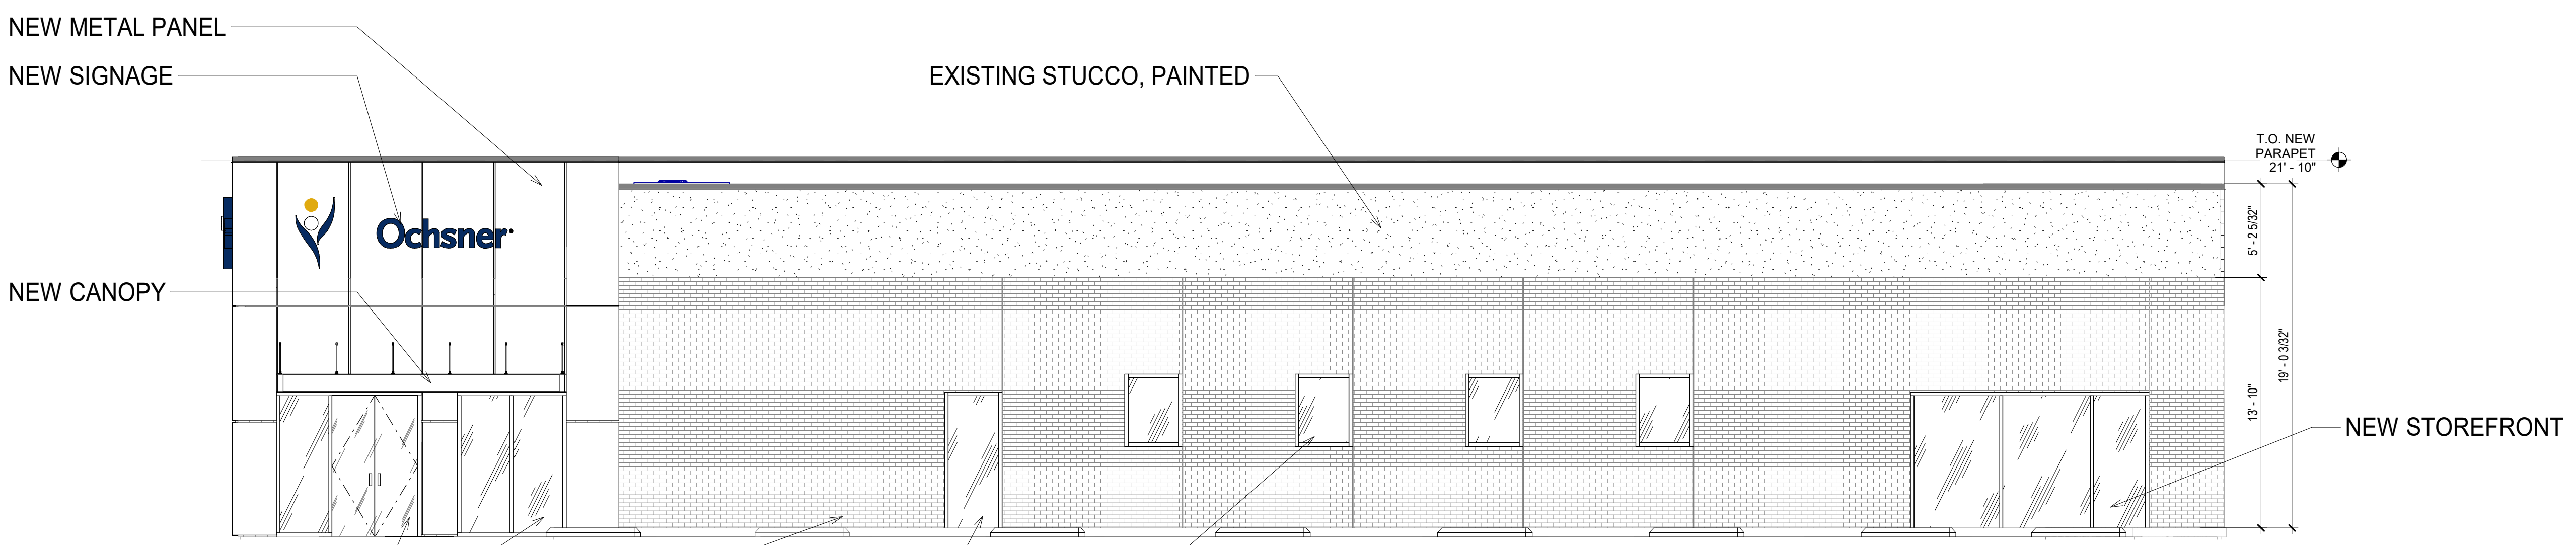 NEW METAL PANEL
NEW SIGNAGE
EXISTING STUCCO, PAINTED
T.O. NEW
PARAPET
21' - 10"
Ochsner
5' - 2 5/32"
NEW CANOPY
19' - 0 3/32"
13' - 10"
NEW STOREFRONT